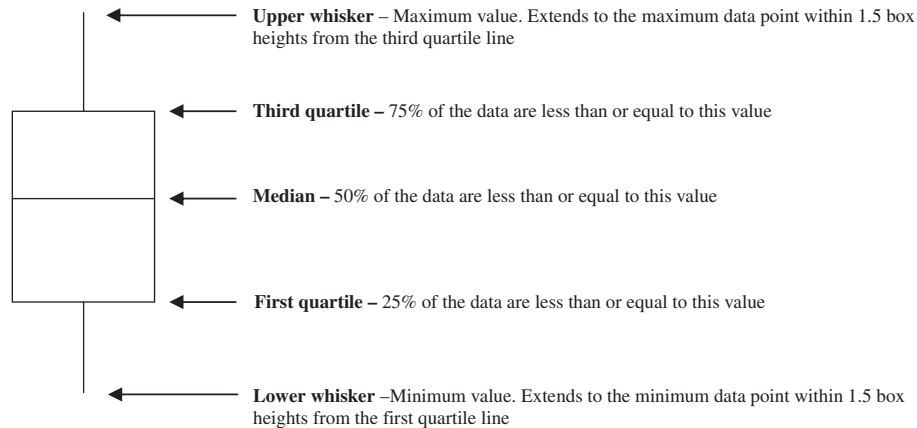 Upper whisker – Maximum value. Extends to the maximum data point within 1.5 box
heights from the third quartile line
Third quartile – 75% of the data are less than or equal to this value
Median – 50% of the data are less than or equal to this value
First quartile – 25% of the data are less than or equal to this value
Lower whisker –Minimum value. Extends to the minimum data point within 1.5 box
heights from the first quartile line